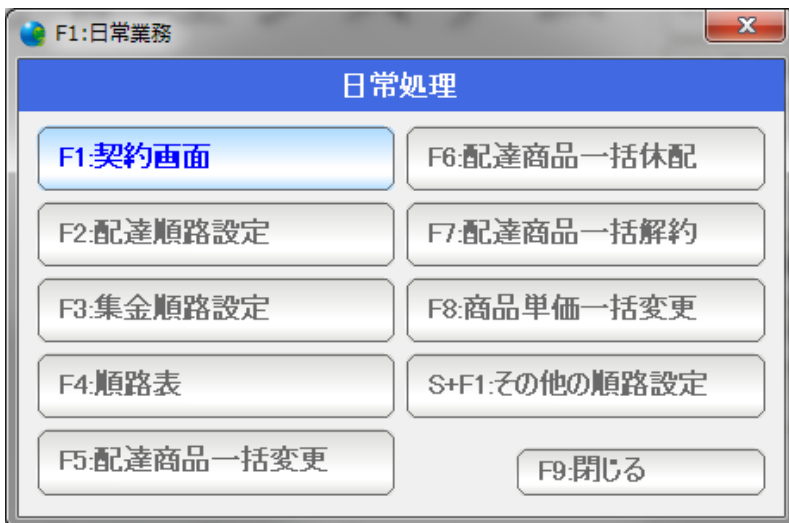 F1:日常業務
日常処理
F1:契約画面
F2:配達順路設定
F3:集金順路設定
F4:順路表
F5:配達商品一括変更
F6:配達商品一括休配
F7:配達商品一括解約
F8:商品単価一括変更
S+F1:その他の順路設定
F9:閉じる